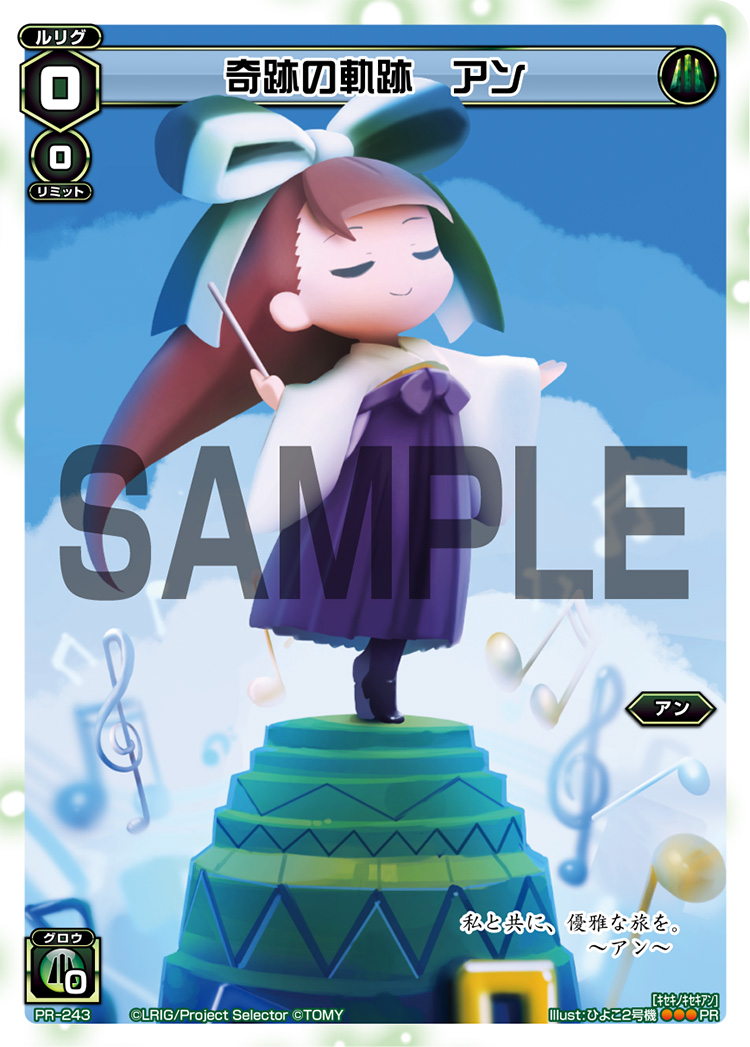 ルリグ
0
奇跡の軌跡 アン
0
リミット
SAMPLE
アン
私と共に、優雅な旅を。
～アン～
グロウ
0
[キセキノキセキアン]
PR-243 ©LRIG/Project Selector ©TOMY Illust:ひよこ2号機 PR